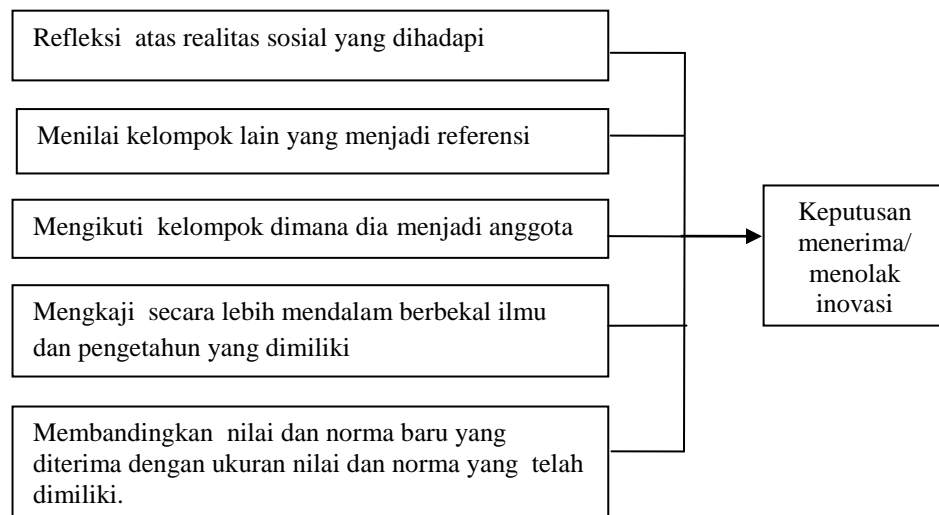 Refleksi atas realitas sosial yang dihadapi
Menilai kelompok lain yang menjadi referensi
Mengikuti kelompok dimana dia menjadi anggota
Mengkaji secara lebih mendalam berbekal ilmu
dan pengetahun yang dimiliki
Membandingkan nilai dan norma baru yang
diterima dengan ukuran nilai dan norma yang telah
dimiliki.
Keputusan
menerima/
menolak
inovasi